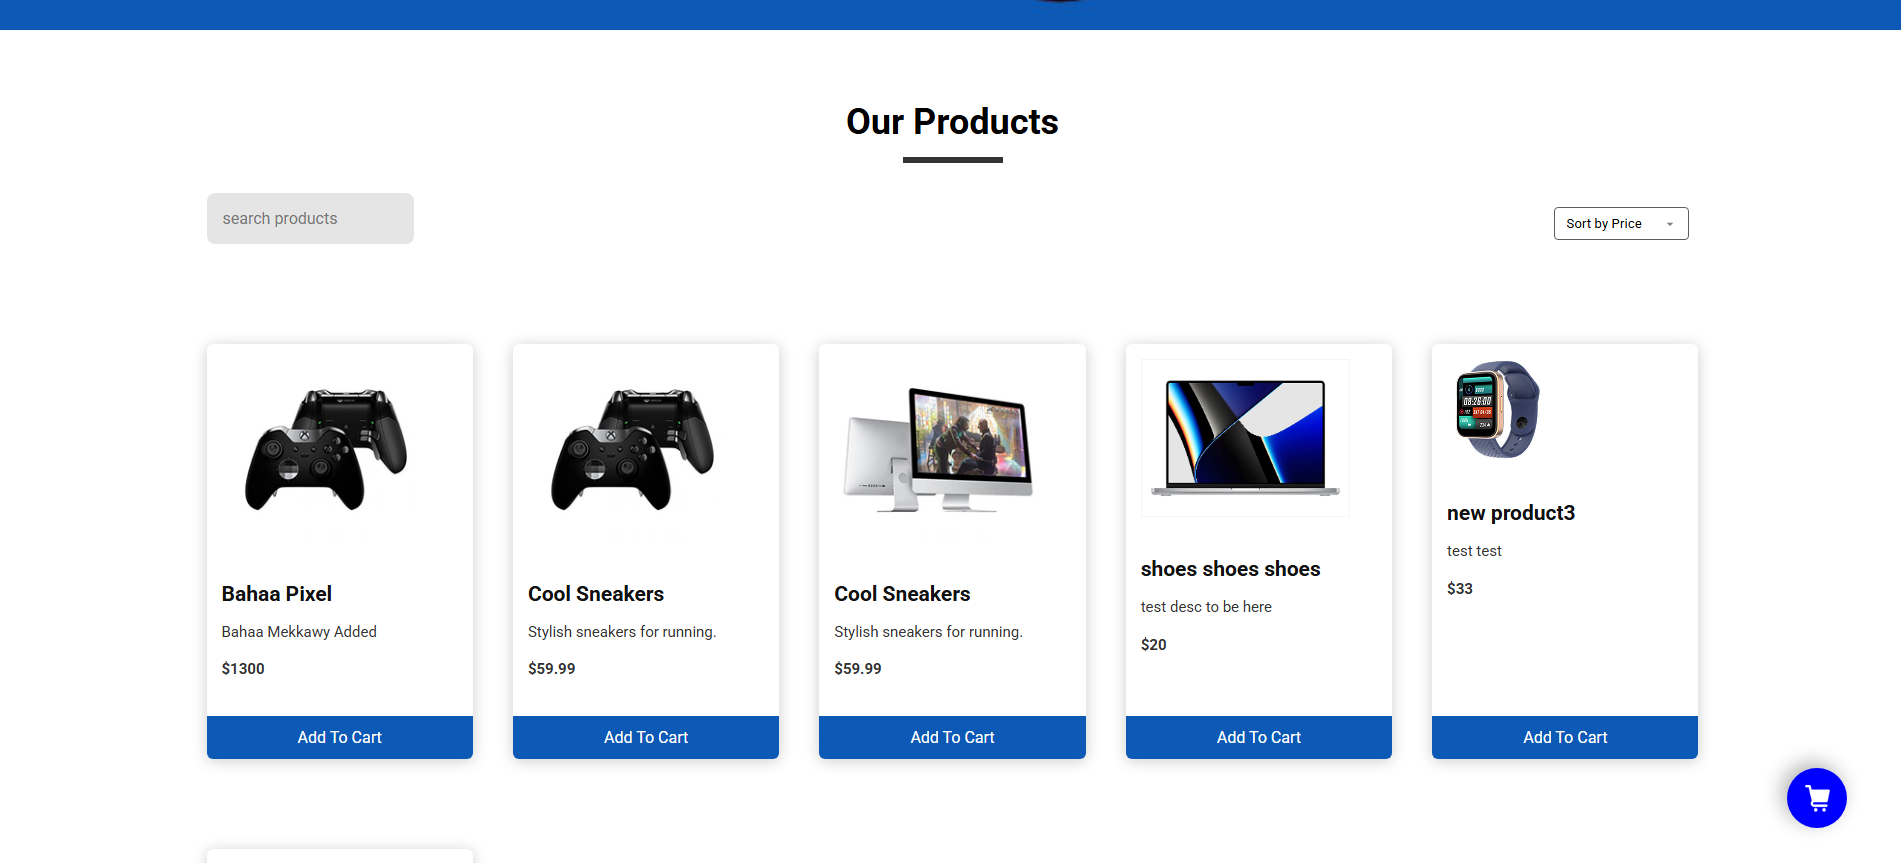 Our Products
search products
Sort by Price
Bahaa Pixel
Bahaa Mekkawy Added
$1300
Add To Cart
Cool Sneakers
Stylish sneakers for running.
$59.99
Add To Cart
Cool Sneakers
Stylish sneakers for running.
$59.99
Add To Cart
shoes shoes shoes
test desc to be here
$20
Add To Cart
08:26:00
new product3
test test
$33
Add To Cart